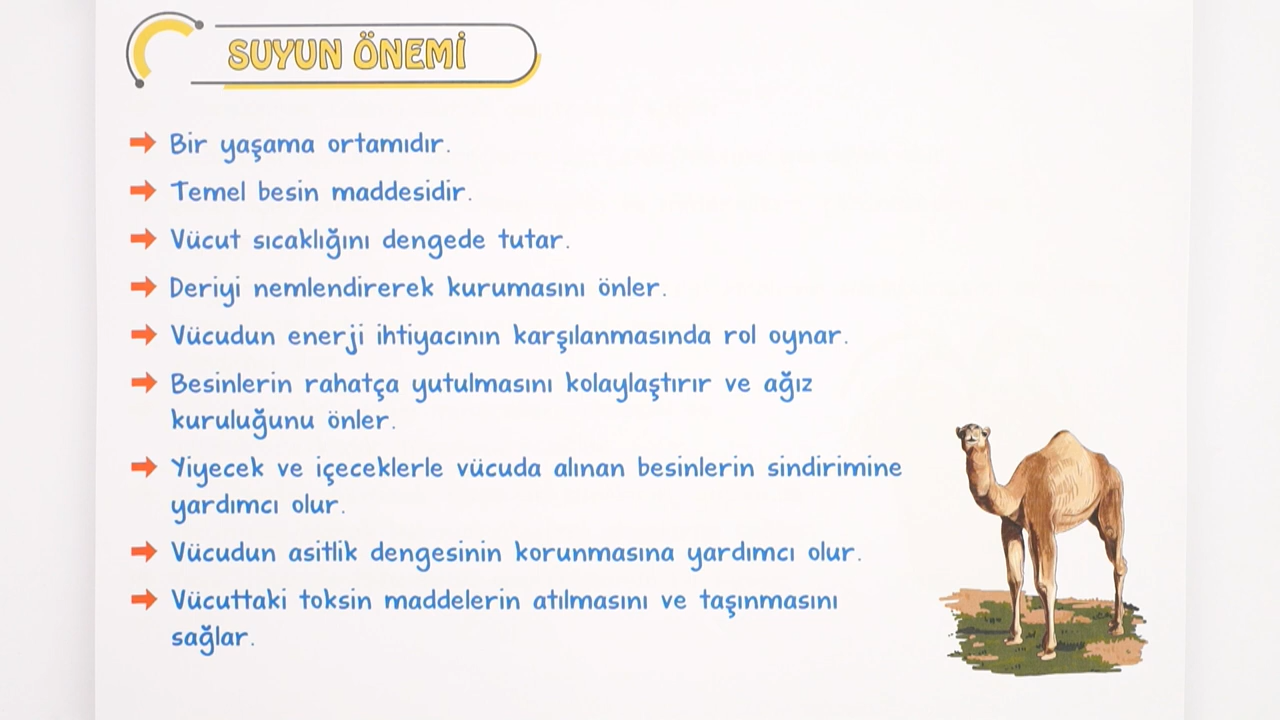 SUYUN ÖNEMİ
Bir yaşama ortamıdır.
Temel besin maddesidir.
Vücut sıcaklığını dengede tutar.
Deriyi nemlendirerek kurumasını önler.
Vücudun enerji ihtiyacının karşılanmasında rol oynar.
Besinlerin rahatça yutulmasını kolaylaştırır ve ağız
kuruluğunu önler.
Yiyecek ve içeceklerle vücuda alınan besinlerin sindirimine
yardımcı olur.
Vücudun asitlik dengesinin korunmasına yardımcı olur.
Vücuttaki toksin maddelerin atılmasını ve taşınmasını
sağlar.